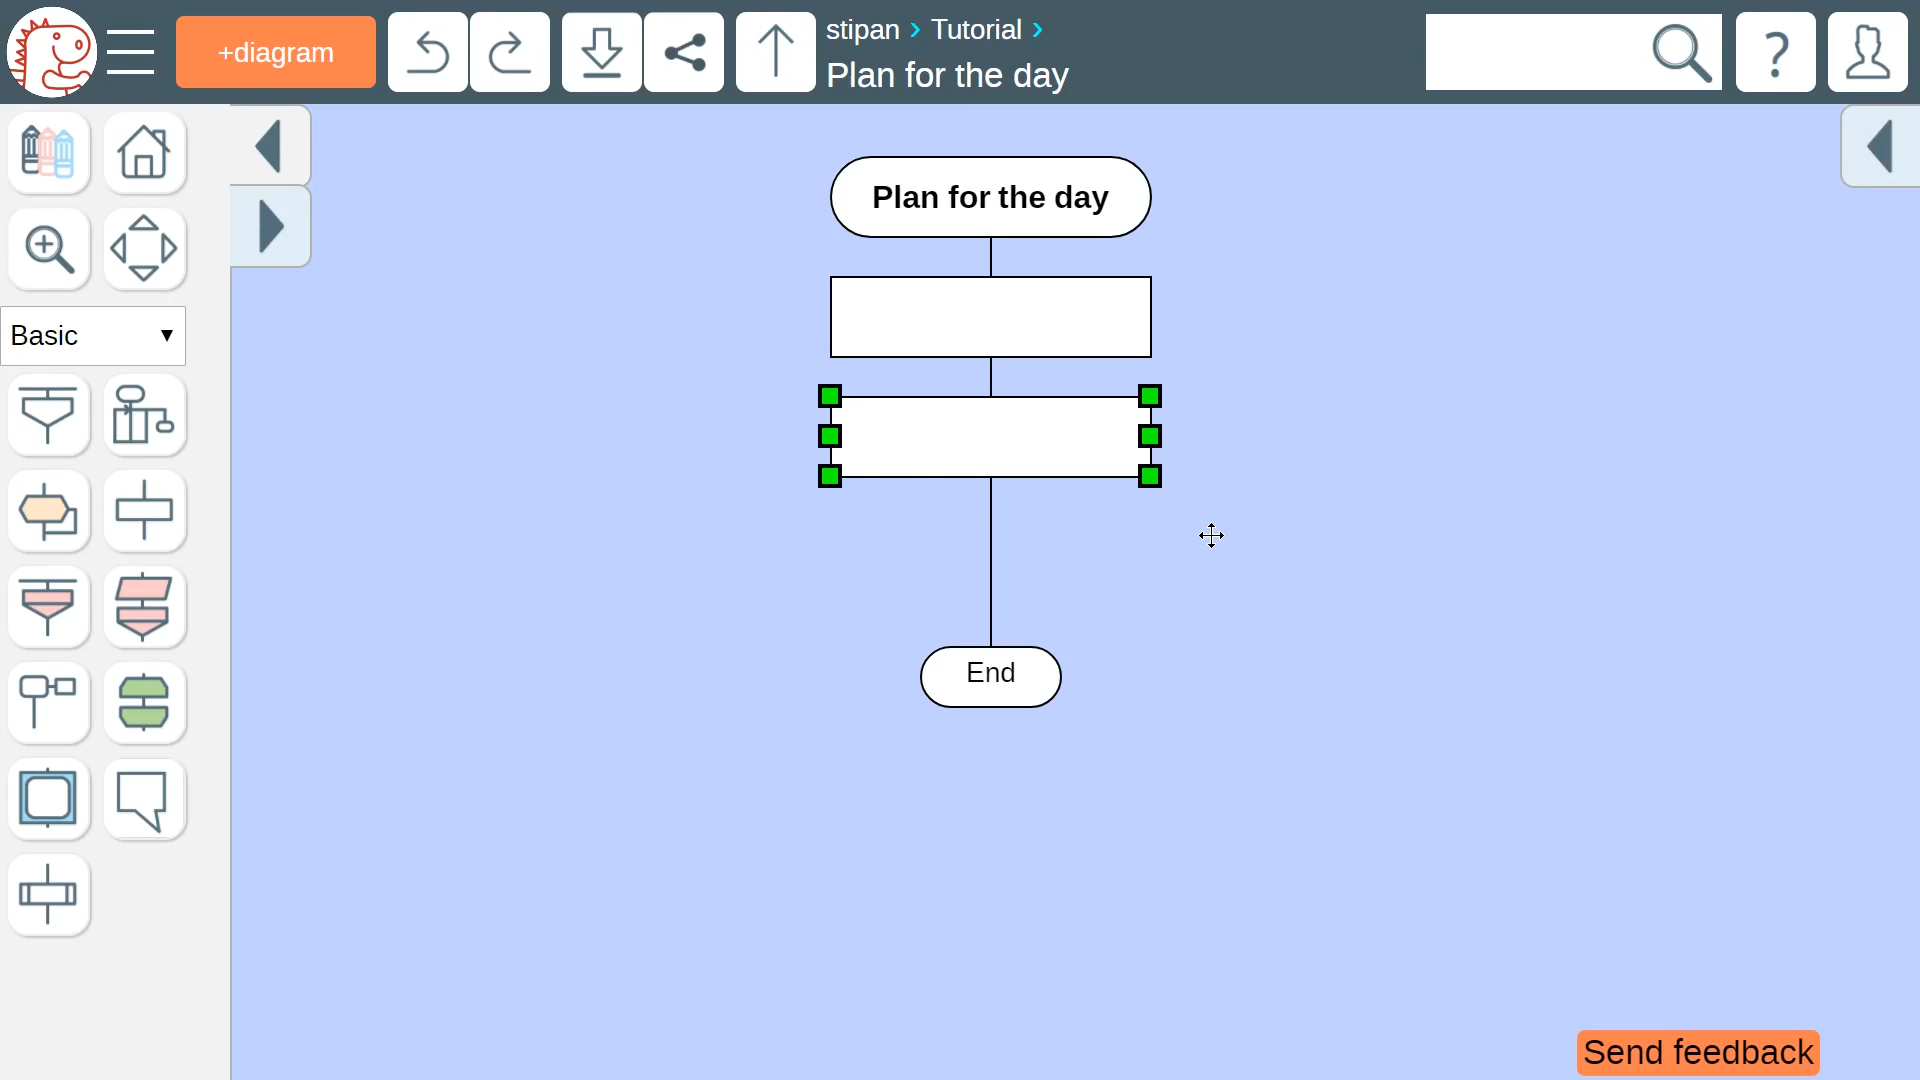 +diagram
stipan › Tutorial ›
Plan for the day
?
Basic
Plan for the day
End
Send feedback